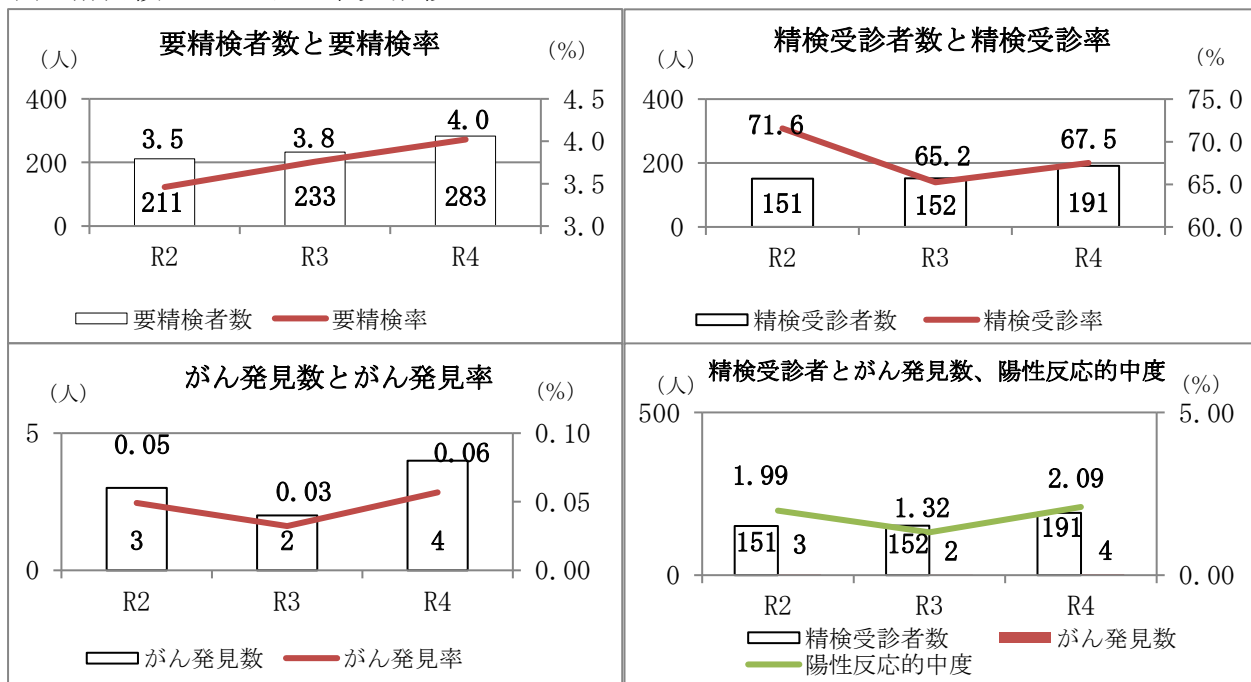 要精検者数と要精検率
(人)
(%)
400
200
0
4.5
4.0
3.5
3.0
3.5
3.8
4.0
211
233
283
R2
R3
R4
要精検者数
要精検率
精検受診者数と精検受診率
(人)
(%
400
200
0
75.0
70.0
65.0
60.0
71.6
65.2
67.5
151
152
191
R2
R3
R4
精検受診者数
精検受診率
がん発見数とがん発見率
(人)
(%)
5
0
0.10
0.05
0.00
0.05
0.03
0.06
3
2
4
R2
R3
R4
がん発見数
がん発見率
精検受診者とがん発見数、陽性反応的中度
(人)
(%)
500
0
5.00
0.00
1.99
1.32
2.09
151
3
152
2
191
4
R2
R3
R4
精検受診者数
がん発見数
陽性反応的中度